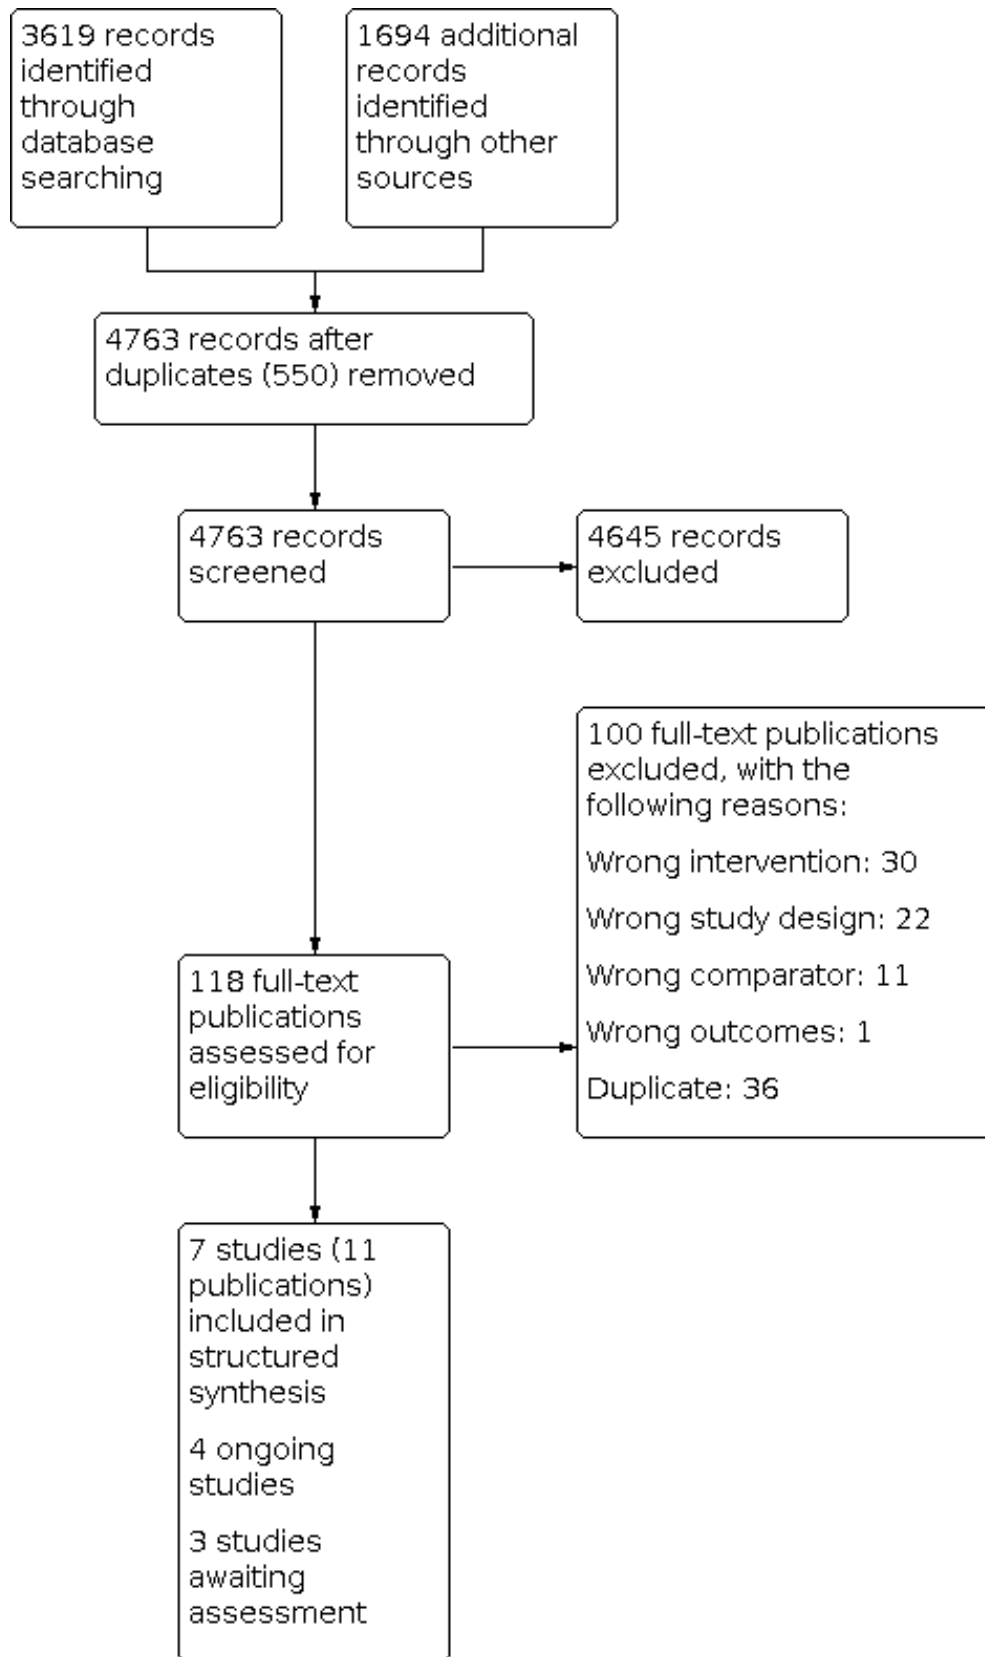 3619 records
identified
through
database
searching
1694 additional
records
identified
through other
sources
4763 records after
duplicates (550) removed
4763 records
screened
4645 records
excluded
100 full-text publications
excluded, with the
following reasons:
Wrong intervention: 30
Wrong study design: 22
Wrong comparator: 11
Wrong outcomes: 1
Duplicate: 36
118 full-text
publications
assessed for
eligibility
7 studies (11
publications)
included in
structured
synthesis
4 ongoing
studies
3 studies
awaiting
assessment